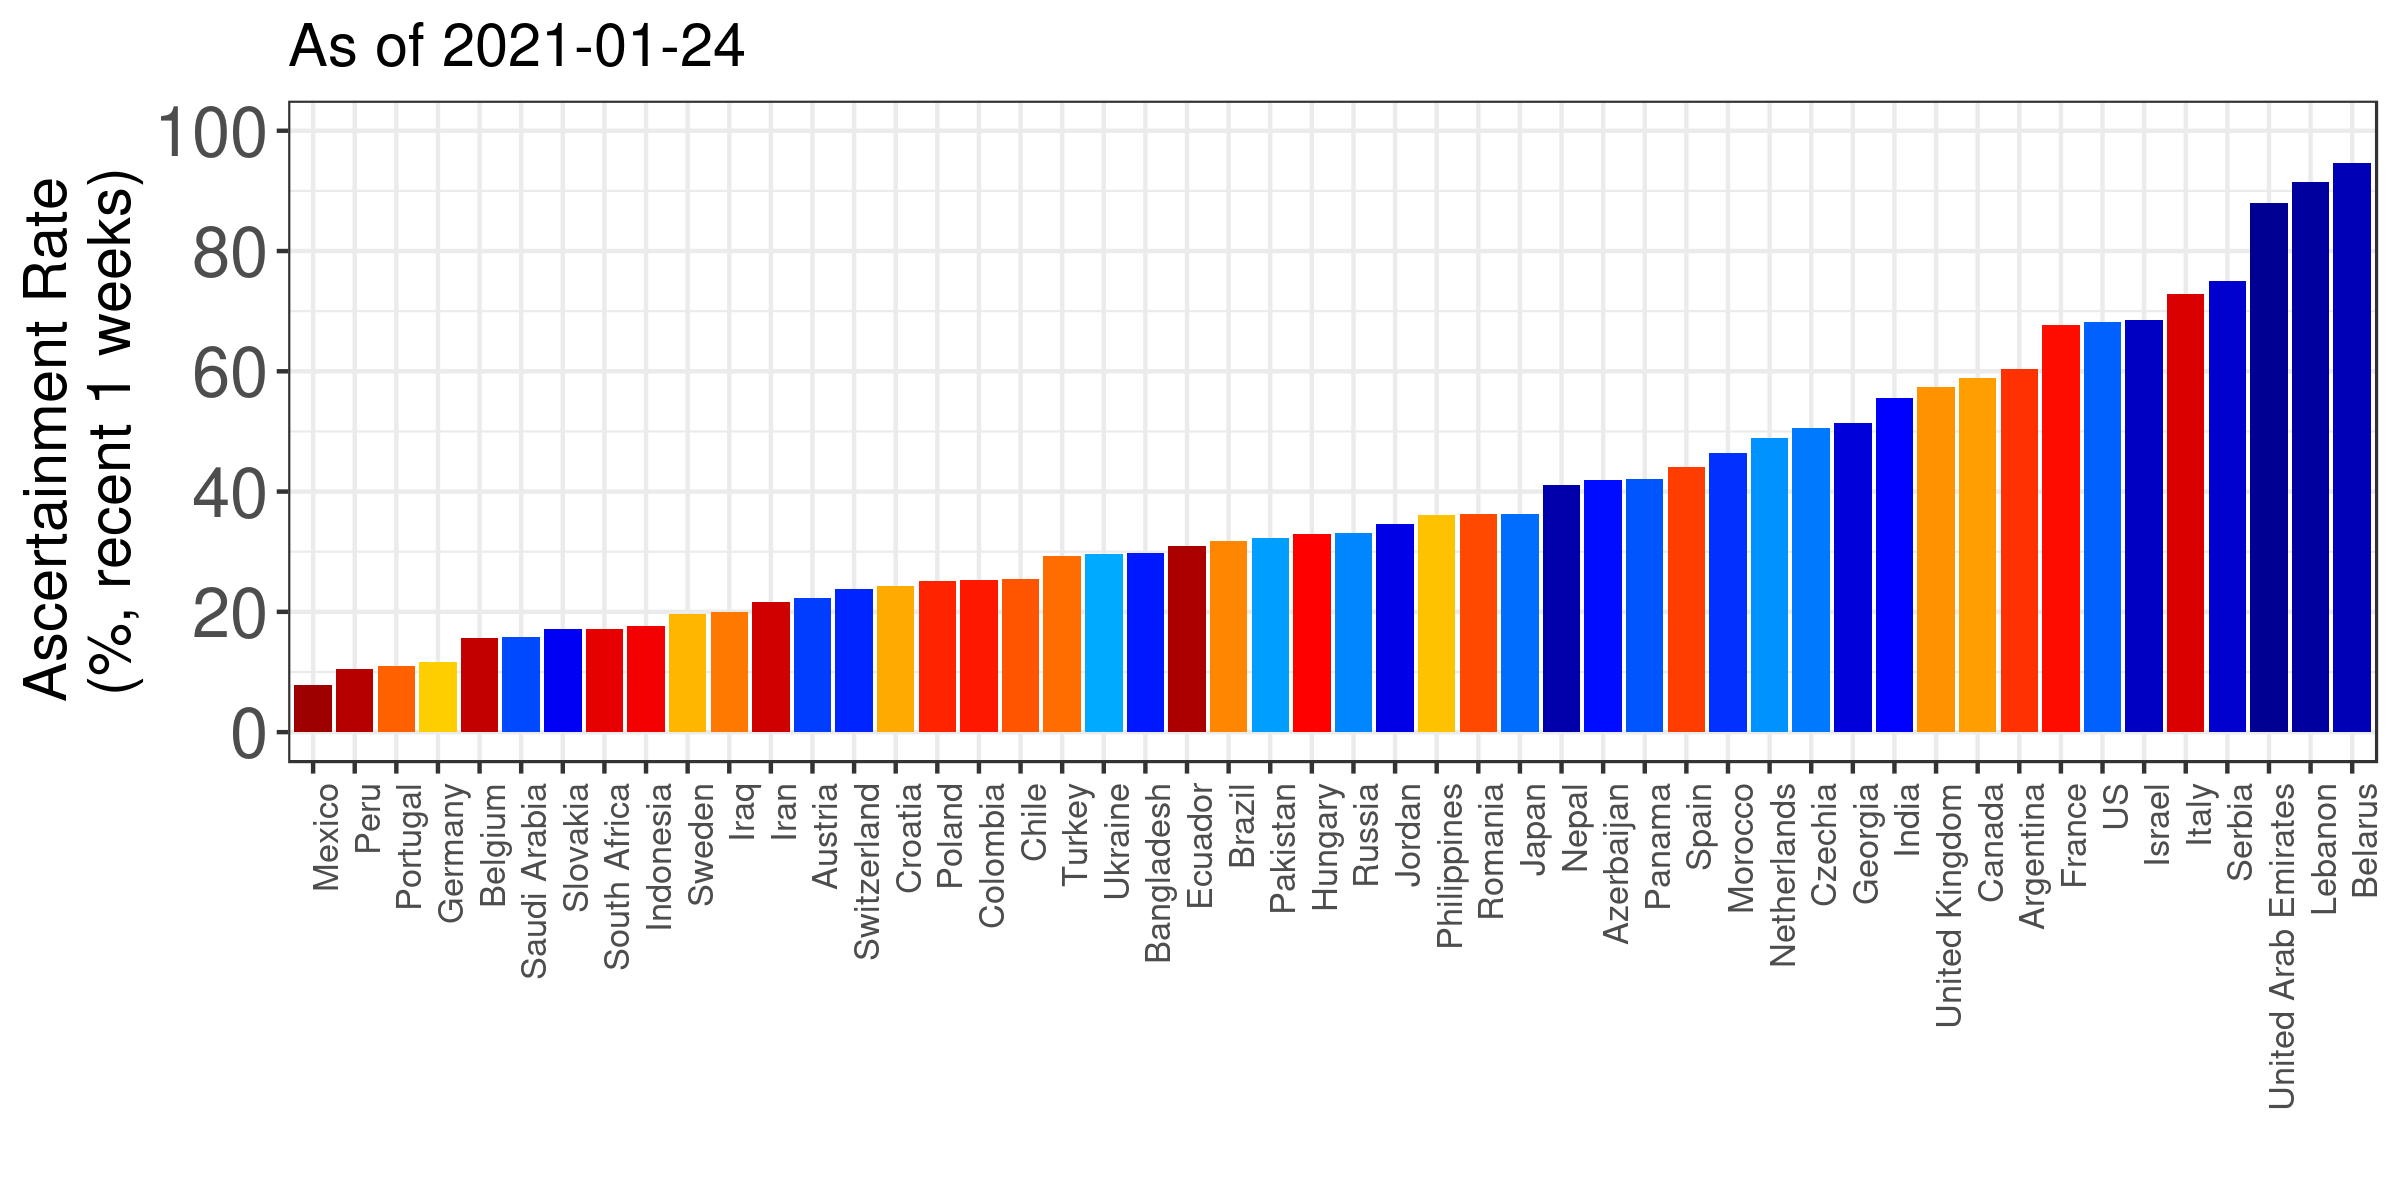 As of 2021-01-24
Ascertainment Rate
(%, recent 1 weeks)
100
80
60
40
20
0
Mexico
Peru
Portugal
Germany
Belgium
Saudi Arabia
Slovakia
South Africa
Indonesia
Sweden
Iraq
Iran
Austria
Switzerland
Croatia
Poland
Colombia
Chile
Turkey
Ukraine
Bangladesh
Ecuador
Brazil
Pakistan
Hungary
Russia
Jordan
Philippines
Romania
Japan
Nepal
Azerbaijan
Panama
Spain
Morocco
Netherlands
Czechia
Georgia
India
United Kingdom
Canada
Argentina
France
US
Israel
Italy
Serbia
United Arab Emirates
Lebanon
Belarus